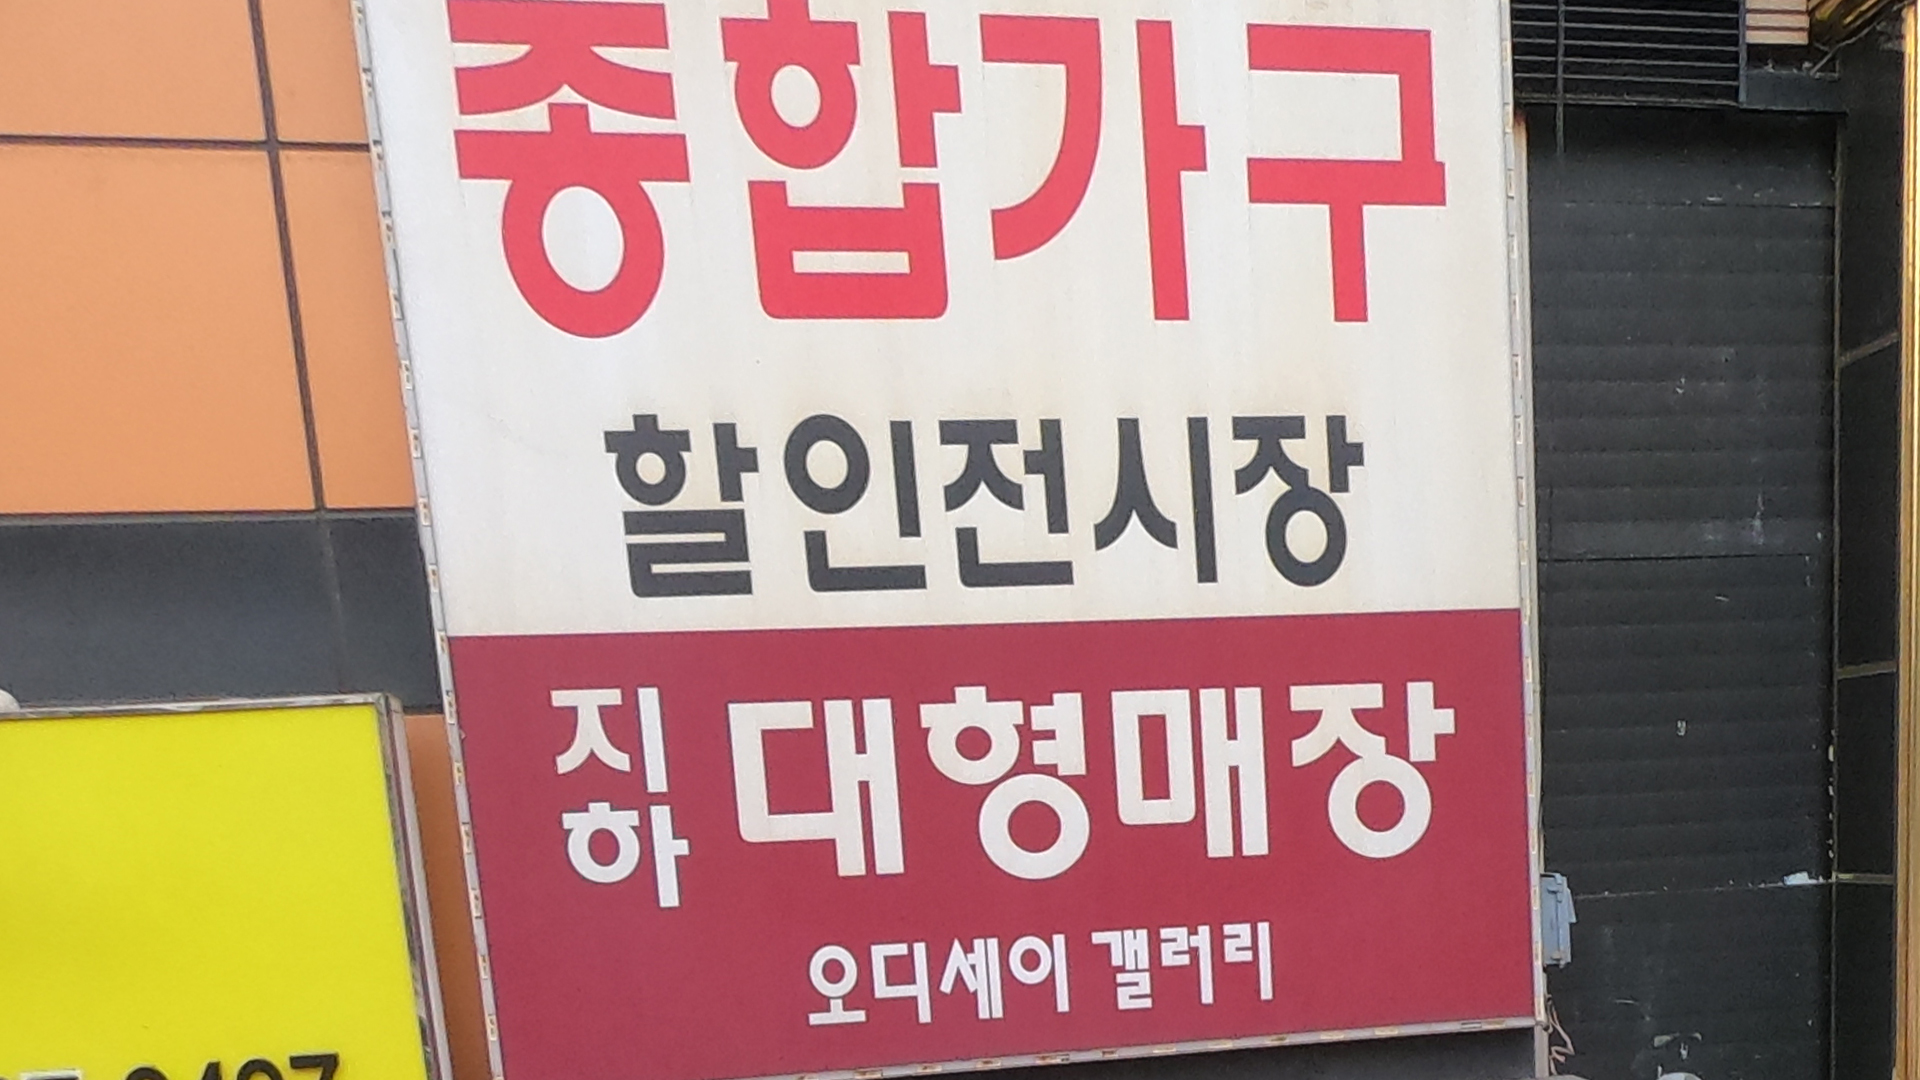 종합가구
할인전시장
지하 대형매장
오디세이 갤러리